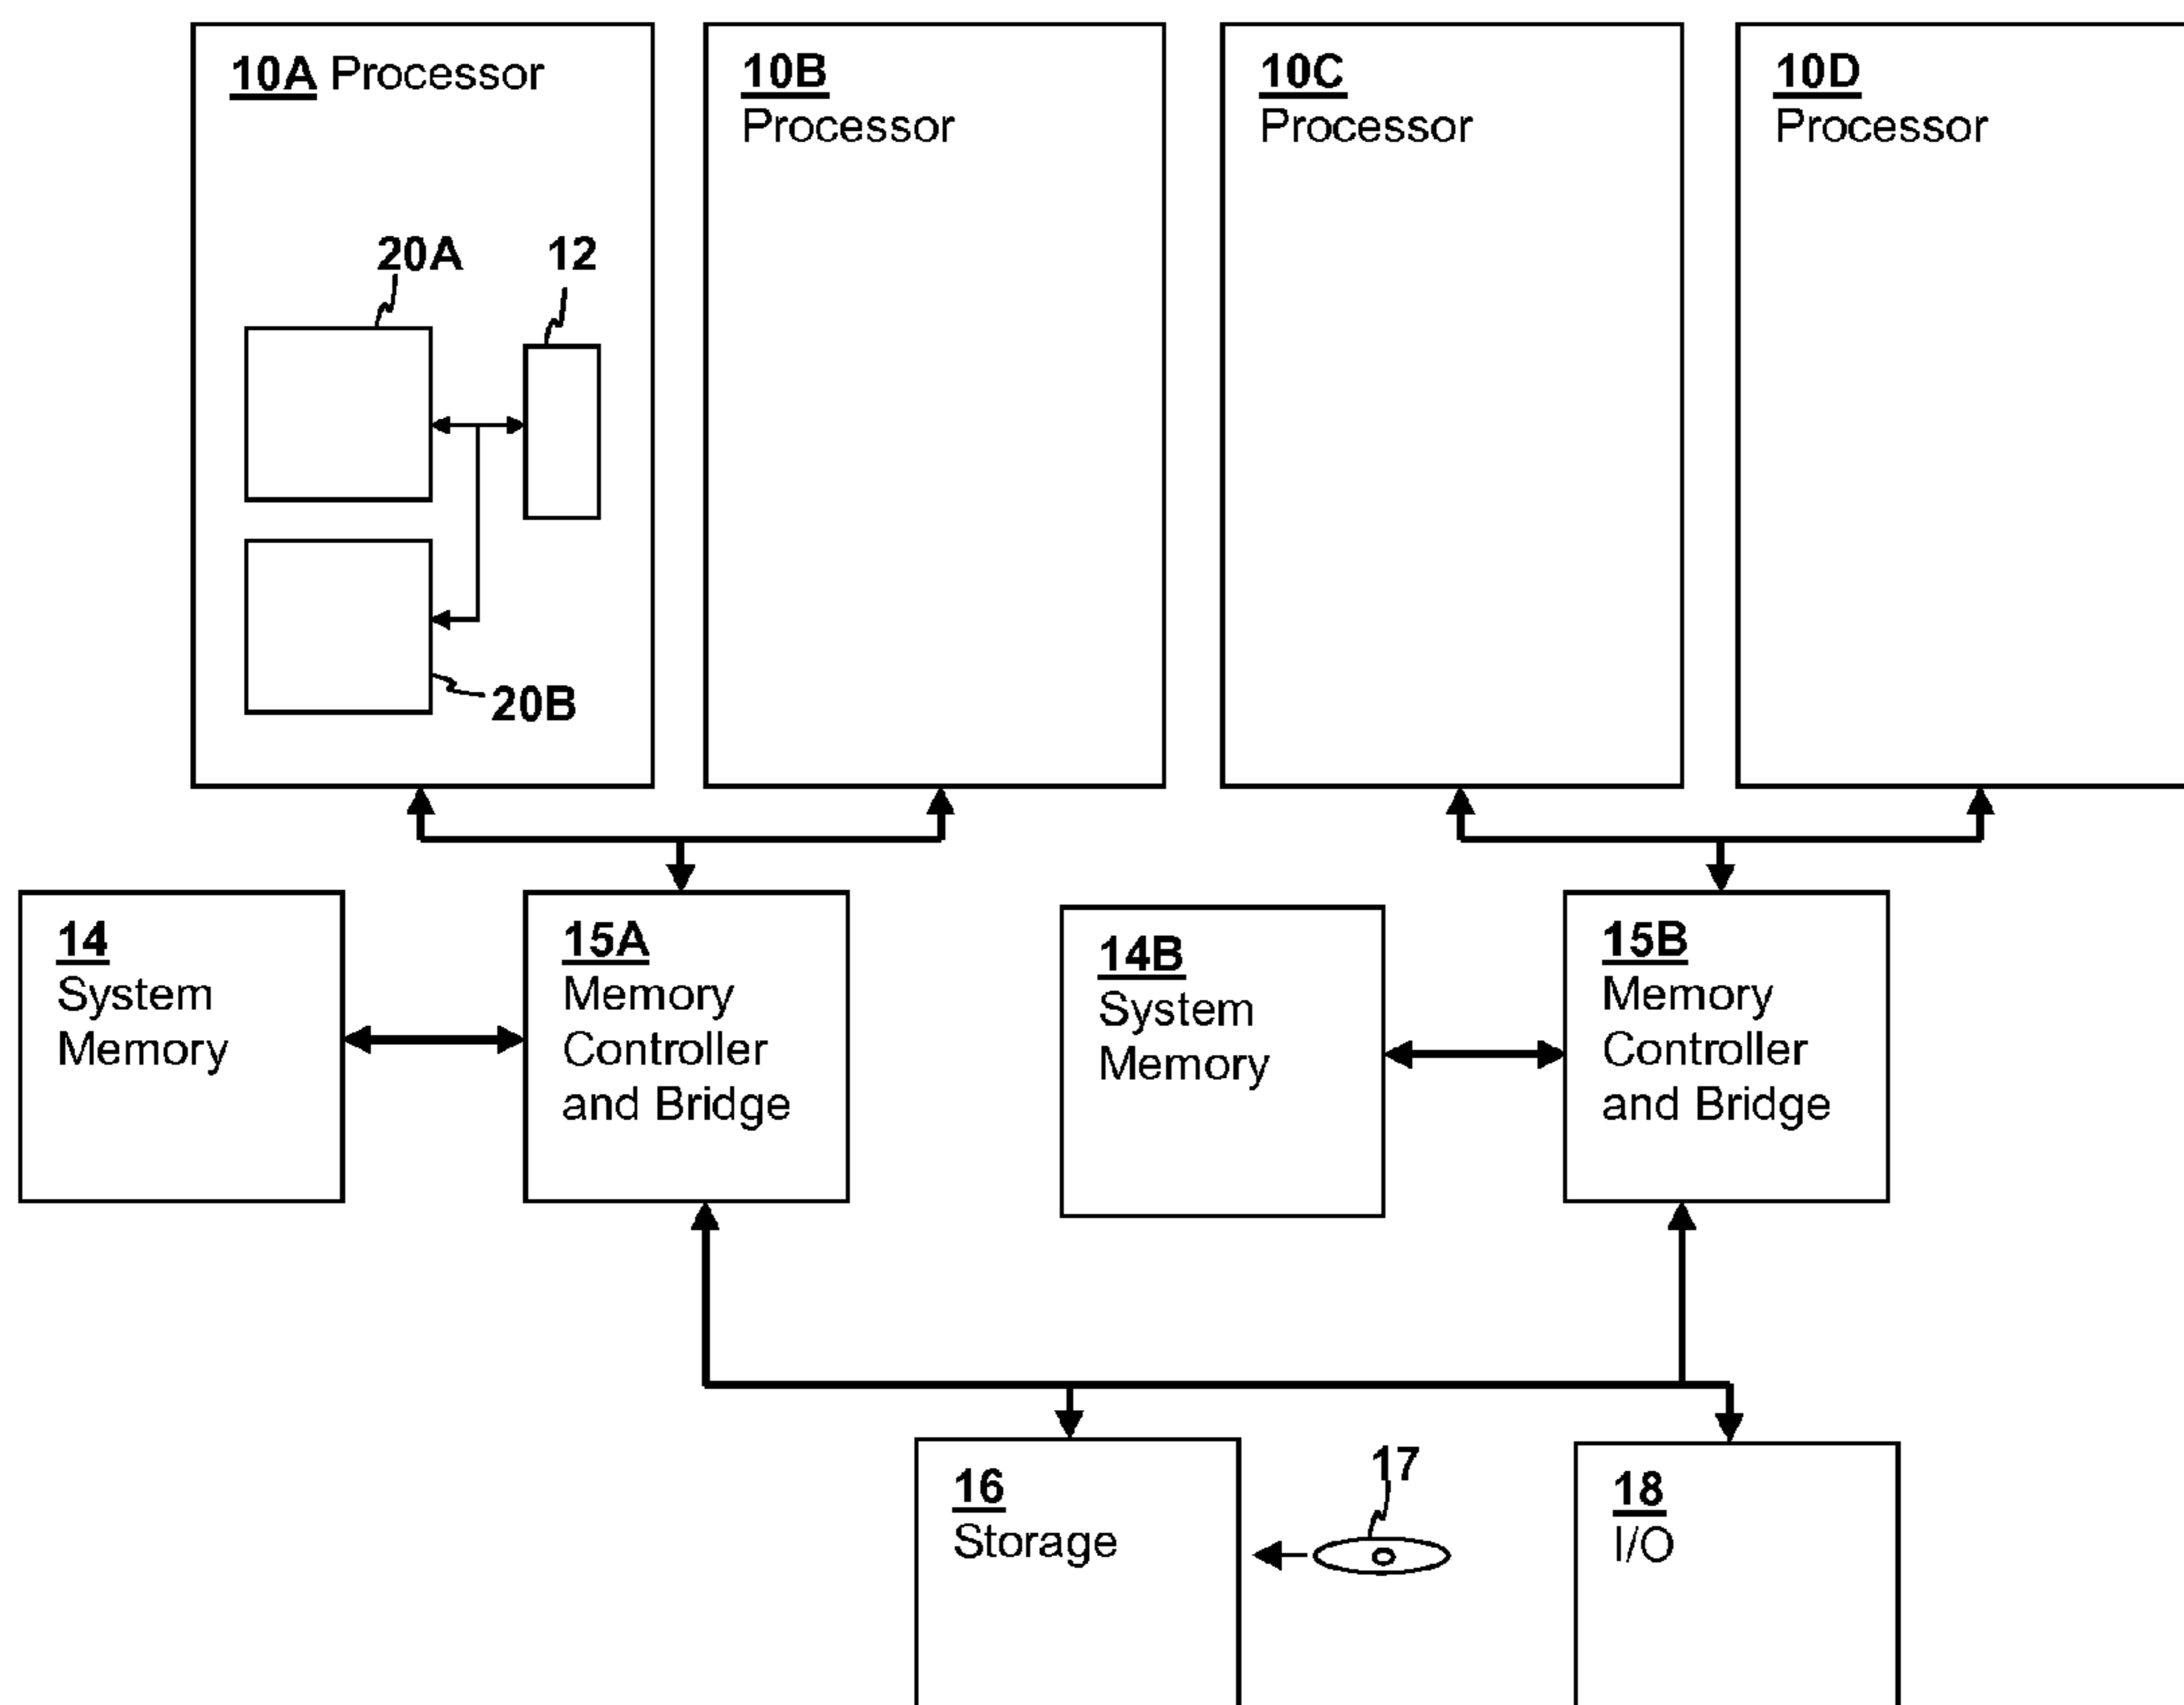 10A Processor
10B
Processor
10C
Processor
10D
Processor
20A
12
20B
14
System
Memory
15A
Memory
Controller
and Bridge
14B
System
Memory
15B
Memory
Controller
and Bridge
16
Storage
17
18
I/O